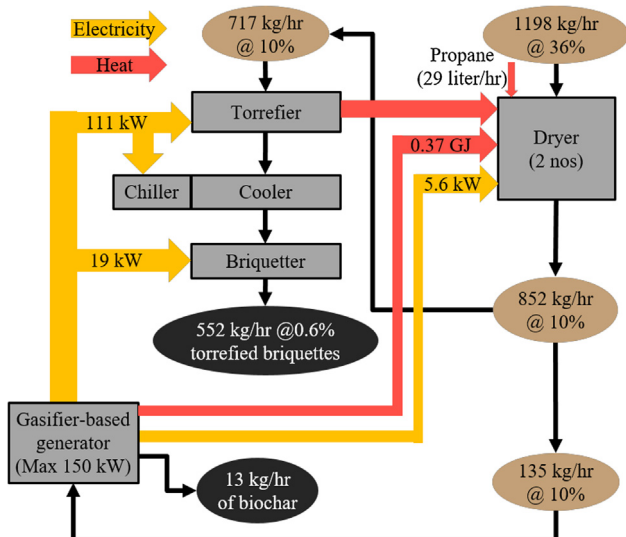 Electricity
Heat
717 kg/hr
@ 10%
1198 kg/hr
@ 36%
Propane
(29 liter/hr)
111 kW
Torrefier
Dryer
(2 nos)
0.37 GJ
5.6 kW
Chiller
Cooler
19 kW
Briquetter
552 kg/hr @0.6%
torrefied briquettes
852 kg/hr
@ 10%
Gasifier-based
generator
(Max 150 kW)
13 kg/hr
of biochar
135 kg/hr
@ 10%